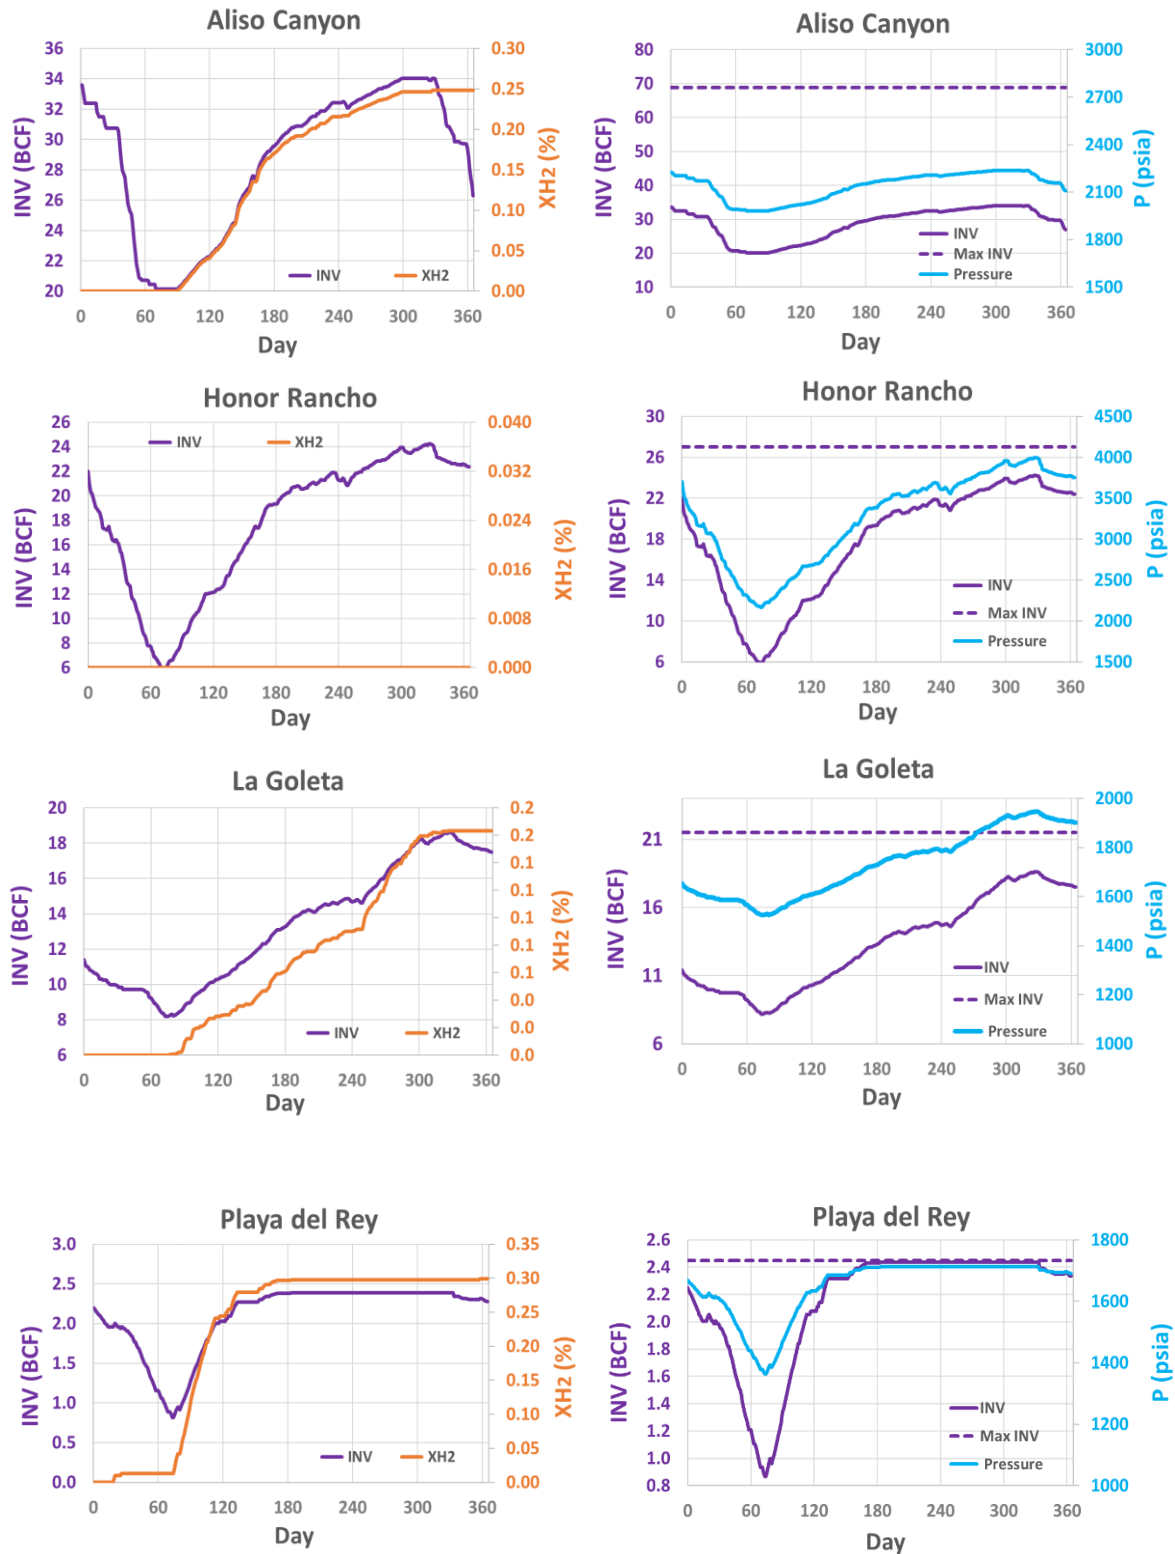 Aliso Canyon
INV (BCF)
36
34
32
30
28
26
24
22
20
0.30
0.25
0.20
0.15
0.10
0.05
0.00
XH2 (%)
INV
XH2
0 60 120 180 240 300 360
Day
Aliso Canyon
INV (BCF)
80
70
60
50
40
30
20
10
3000
2700
2400
2100
1800
1500
P (psia)
INV
Max INV
Pressure
0 60 120 180 240 300 360
Day
Honor Rancho
INV (BCF)
26
24
22
20
18
16
14
12
10
8
6
0.040
0.032
0.024
0.016
0.008
0.000
XH2 (%)
INV
XH2
0 60 120 180 240 300 360
Day
Honor Rancho
INV (BCF)
30
26
22
18
14
10
6
4500
4000
3500
3000
2500
2000
1500
P (psia)
INV
Max INV
Pressure
0 60 120 180 240 300 360
Day
La Goleta
INV (BCF)
20
18
16
14
12
10
8
6
0.2
0.2
0.1
0.1
0.1
0.1
0.1
0.0
0.0
0.0
XH2 (%)
INV
XH2
0 60 120 180 240 300 360
Day
La Goleta
INV (BCF)
21
16
11
6
2000
1800
1600
1400
1200
1000
P (psia)
INV
Max INV
Pressure
0 60 120 180 240 300 360
Day
Playa del Rey
INV (BCF)
3.0
2.5
2.0
1.5
1.0
0.5
0.0
0.35
0.30
0.25
0.20
0.15
0.10
0.05
0.00
XH2 (%)
INV
XH2
0 60 120 180 240 300 360
Day
Playa del Rey
INV (BCF)
2.6
2.4
2.2
2.0
1.8
1.6
1.4
1.2
1.0
0.8
1800
1600
1400
1200
1000
P (psia)
INV
Max INV
Pressure
0 60 120 180 240 300 360
Day